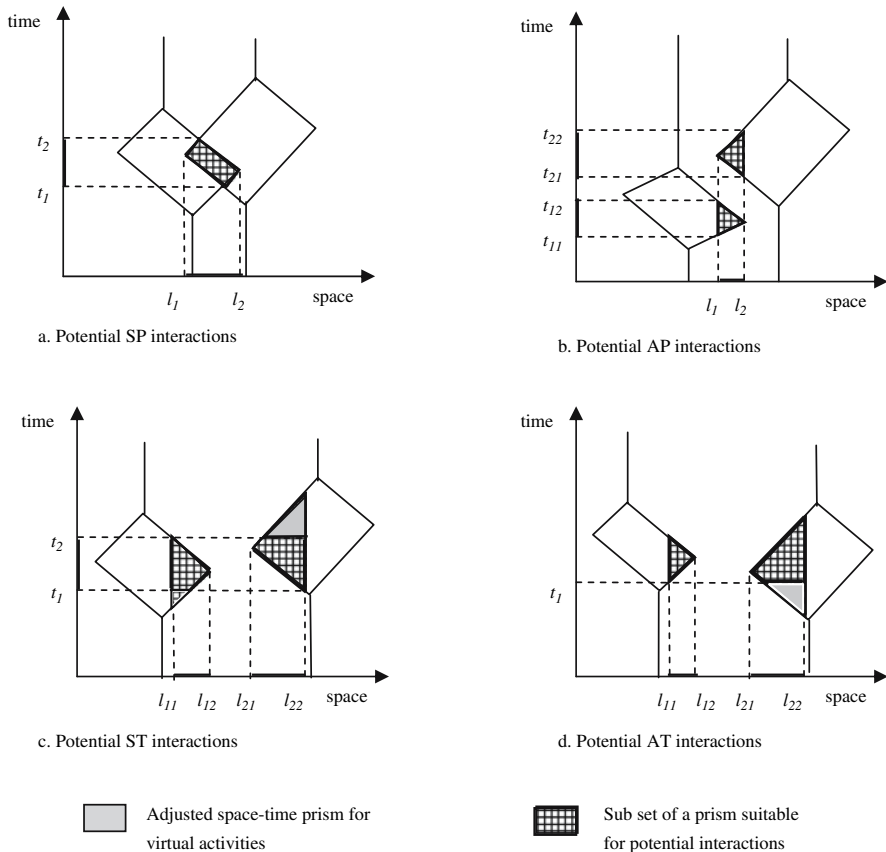 time
t2
t1
l1
l2
space
a. Potential SP interactions
time
t22
t21
t12
t11
l1
l2
space
b. Potential AP interactions
time
t2
t1
l11
l12
l21
l22
space
c. Potential ST interactions
time
t1
l11
l12
l21
l22
space
d. Potential AT interactions
Adjusted space-time prism for
virtual activities
Sub set of a prism suitable
for potential interactions